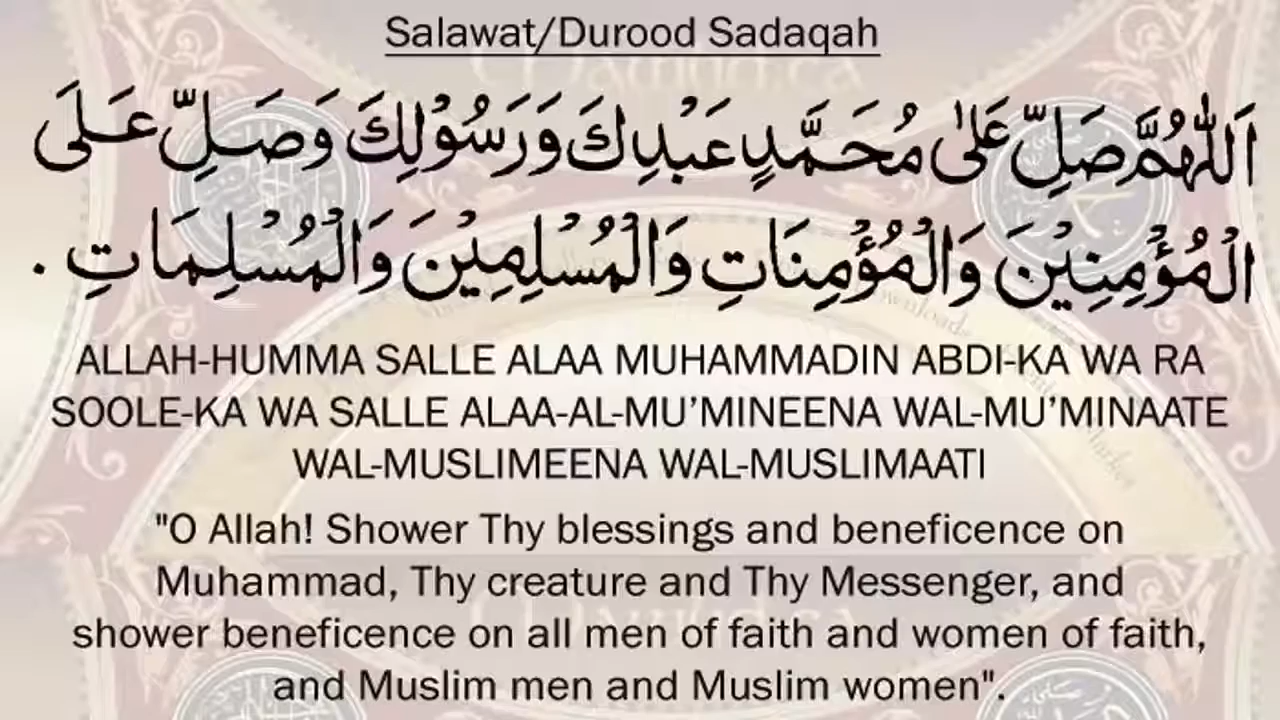 Salawat/Durood Sadaqah
اَللّٰهُمَّ صَلِّ عَلٰى مُحَمَّدٍ عَبْدِكَ وَرَسُوْلِكَ وَصَلِّ عَلَى
الْمُؤْمِنِيْنَ وَالْمُؤْمِنَاتِ وَالْمُسْلِمِيْنَ وَالْمُسْلِمَاتِ .
ALLAH-HUMMA SALLE ALAA MUHAMMADIN ABDI-KA WA RA
SOOLE-KA WA SALLE ALAA-AL-MU’MINEENA WAL-MU’MINAATE
WAL-MUSLIMEENA WAL-MUSLIMAATI
"O Allah! Shower Thy blessings and beneficence on
Muhammad, Thy creature and Thy Messenger, and
shower beneficence on all men of faith and women of faith,
and Muslim men and Muslim women".